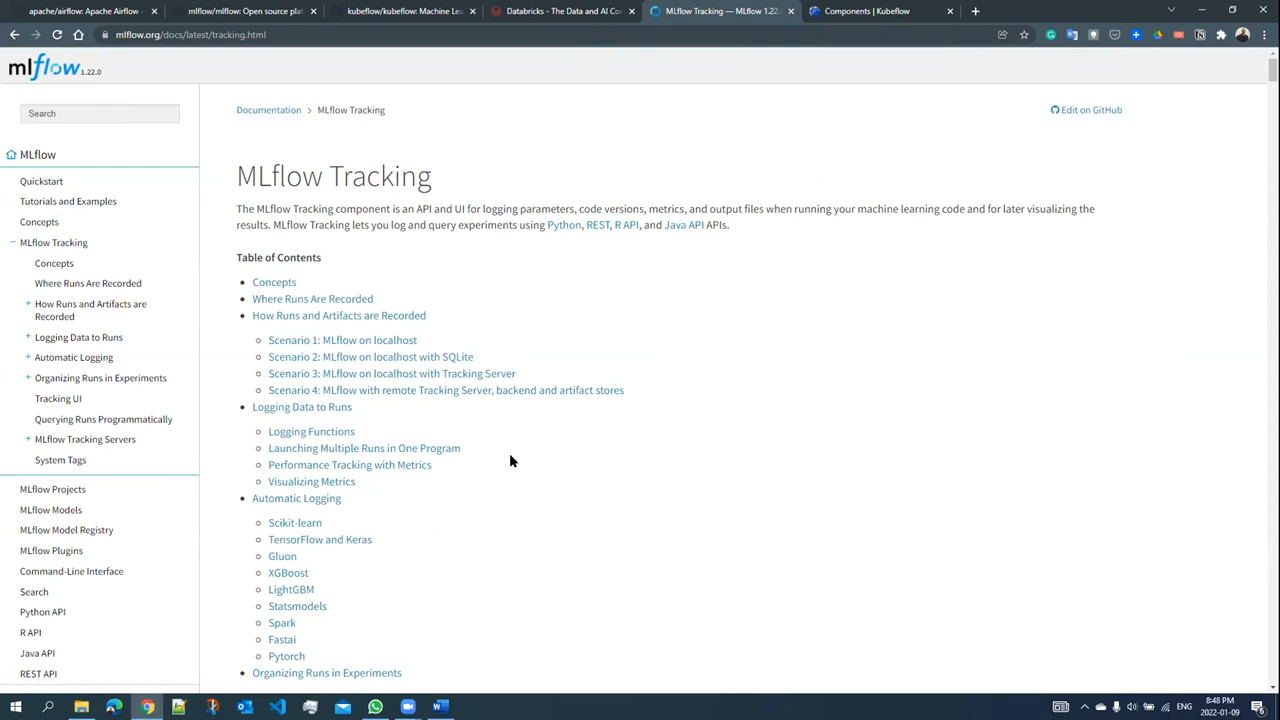 apache/airflow: Apache Airflow -
mlflow/mlflow: Open source plat
kubeflow/kubeflow: Machine Lea
Databricks - The Data and AI Co
MLflow Tracking — MLflow 1.22.
Components | Kubeflow
mlflow.org/docs/latest/tracking.html
mlflow 1.22.0
Search
MLflow
Quickstart
Tutorials and Examples
Concepts
MLflow Tracking
Concepts
Where Runs Are Recorded
How Runs and Artifacts are
Recorded
Logging Data to Runs
Automatic Logging
Organizing Runs in Experiments
Tracking UI
Querying Runs Programmatically
MLflow Tracking Servers
System Tags
MLflow Projects
MLflow Models
MLflow Model Registry
MLflow Plugins
Command-Line Interface
Search
Python API
R API
Java API
REST API
Documentation > MLflow Tracking
Edit on GitHub
MLflow Tracking
The MLflow Tracking component is an API and UI for logging parameters, code versions, metrics, and output files when running your machine learning code and for later visualizing the
results. MLflow Tracking lets you log and query experiments using Python, REST, R API, and Java API APIs.
Table of Contents
Concepts
Where Runs Are Recorded
How Runs and Artifacts are Recorded
Scenario 1: MLflow on localhost
Scenario 2: MLflow on localhost with SQLite
Scenario 3: MLflow on localhost with Tracking Server
Scenario 4: MLflow with remote Tracking Server, backend and artifact stores
Logging Data to Runs
Logging Functions
Launching Multiple Runs in One Program
Performance Tracking with Metrics
Visualizing Metrics
Automatic Logging
Scikit-learn
TensorFlow and Keras
Gluon
XGBoost
LightGBM
Statsmodels
Spark
Fastai
Pytorch
Organizing Runs in Experiments
ENG
8:48 PM
2022-01-09